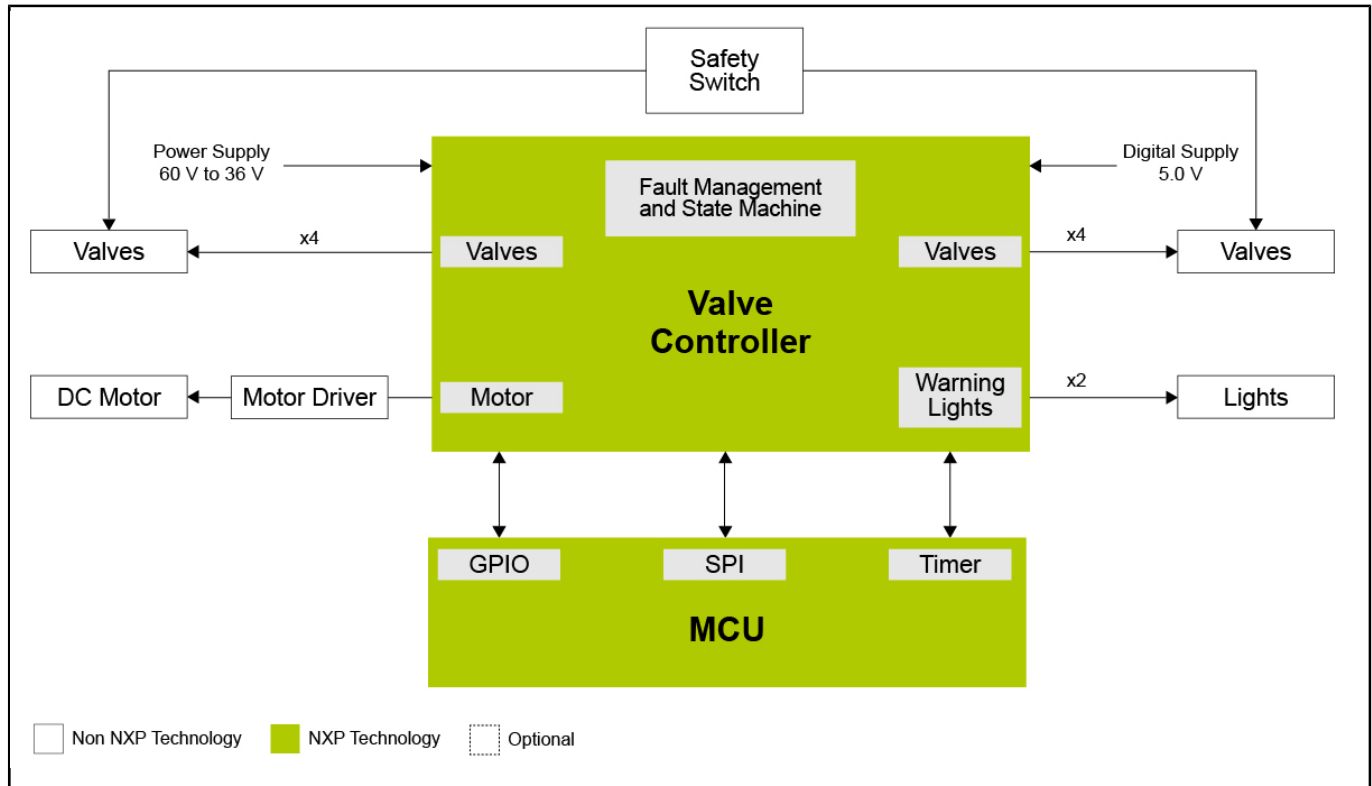 Safety
Switch
Power Supply
60 V to 36 V
Digital Supply
5.0 V
Fault Management
and State Machine
Valves
x4
Valves
Valves
x4
Valves
Valve
Controller
DC Motor
Motor Driver
Motor
Warning
Lights
x2
Lights
GPIO
SPI
Timer
MCU
Non NXP Technology
NXP Technology
Optional